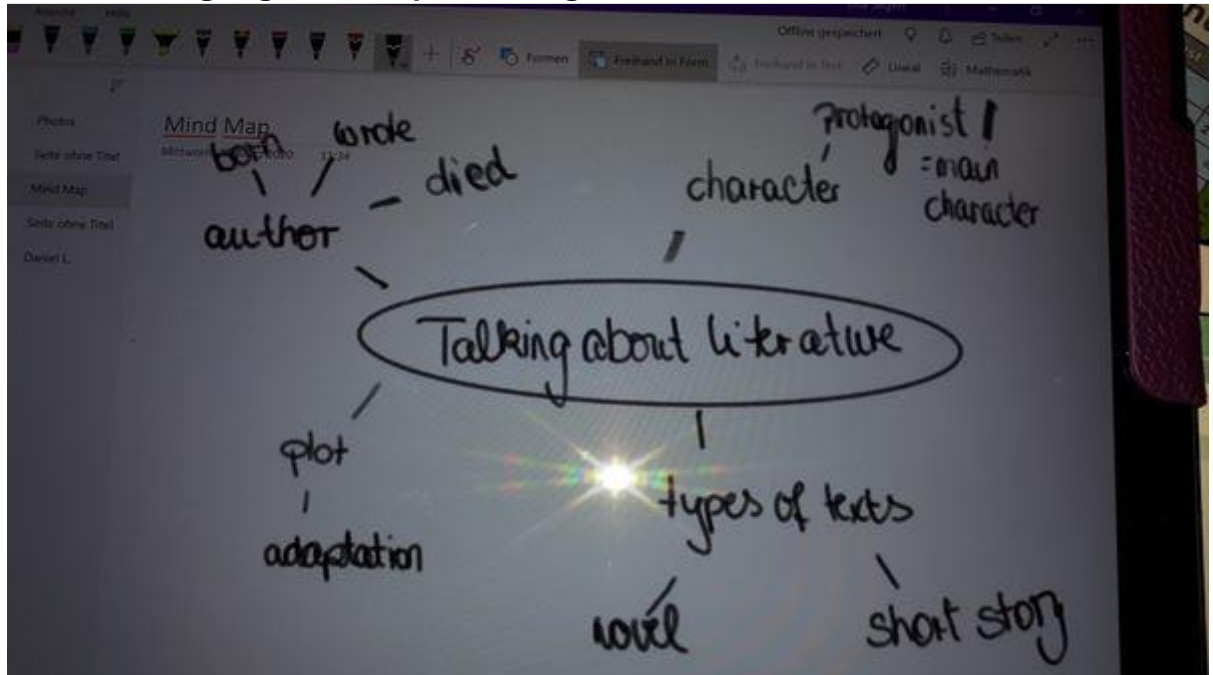 Offline gespeichert
Teilen
Formen
Freihand in Form
Freihand in Text
Lineal
Mathematik
Photos
Seite ohne Titel
Mind Map
Seite ohne Titel
Daniel L.
Mind Map
11:34
born
wrote
died
author
protagonist
= main
character
character
Talking about literature
plot
adaptation
types of texts
novel
short story